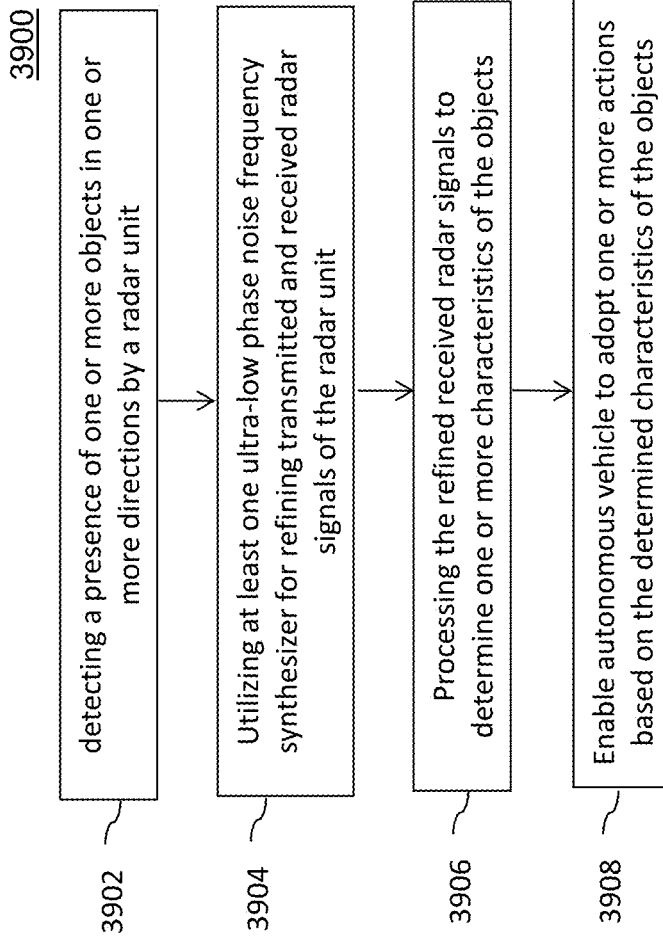 3900
3902
detecting a presence of one or more objects in one or
more directions by a radar unit
3904
Utilizing at least one ultra-low phase noise frequency
synthesizer for refining transmitted and received radar
signals of the radar unit
3906
Processing the refined received radar signals to
determine one or more characteristics of the objects
3908
Enable autonomous vehicle to adopt one or more actions
based on the determined characteristics of the objects